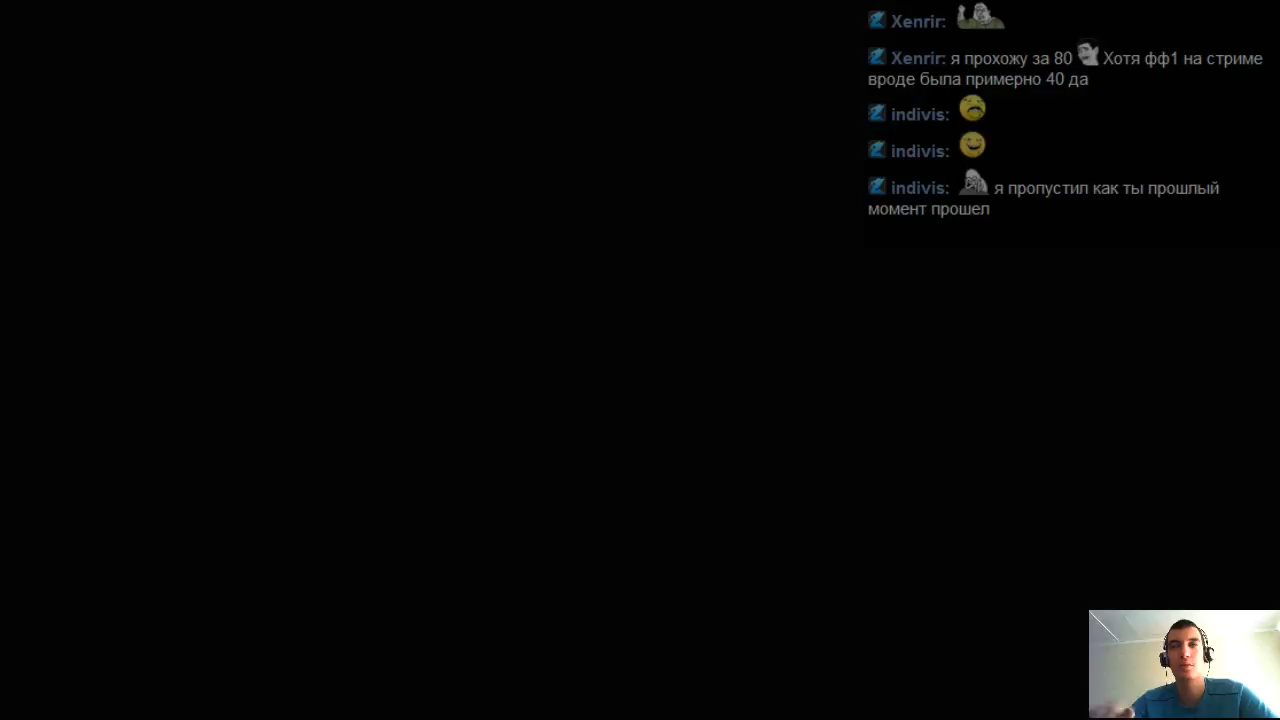 Xenrir:
Xenrir: я прохожу за 80 Хотя фф1 на стриме
вроде была примерно 40 да
indivis:
indivis:
indivis: я пропустил как ты прошлый
момент прошел